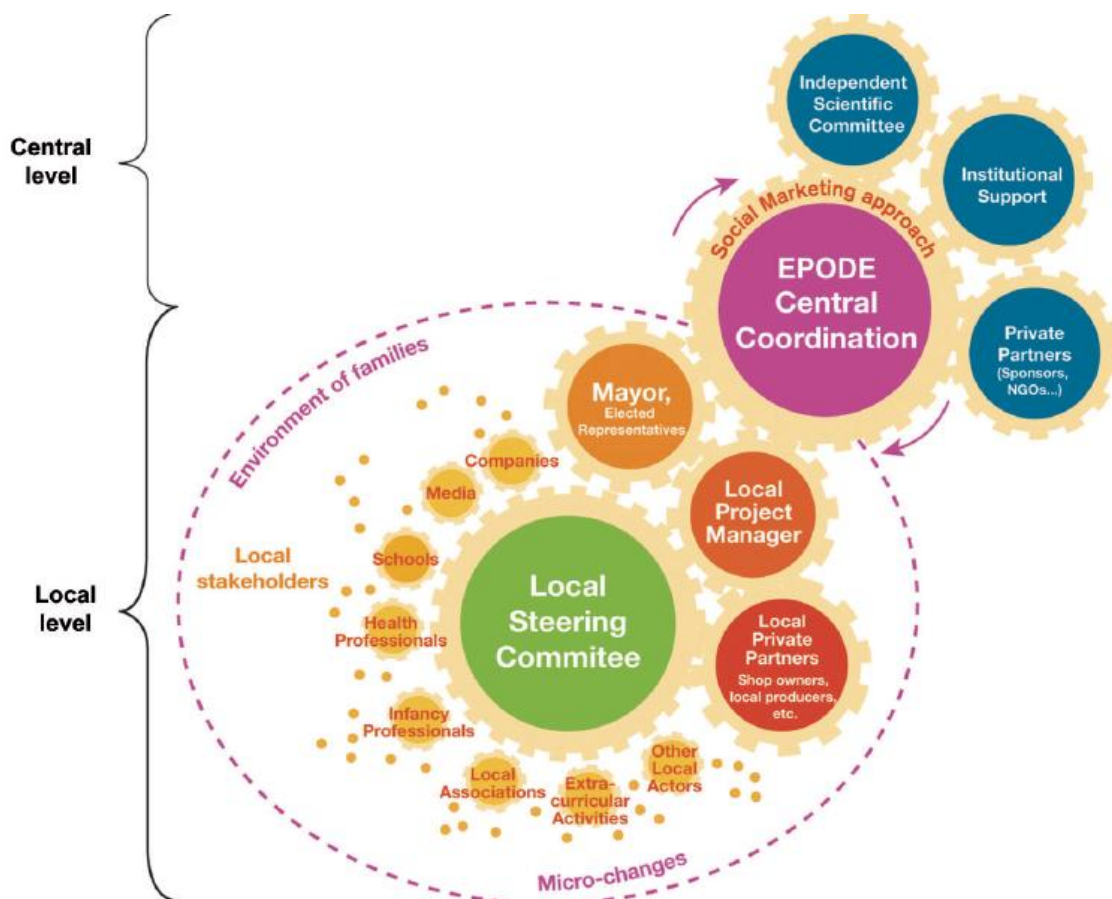 Central
level
Independent
Scientific
Committee
Institutional
Support
Social Marketing approach
EPODE
Central
Coordination
Private
Partners
(Sponsors,
NGOs...)
Environment of families
Mayor,
Elected
Representatives
Companies
Media
Local
Project
Manager
Schools
Local
stakeholders
Local
level
Health
Professionals
Local
Steering
Commitee
Local
Private
Partners
Shop owners,
local producers,
etc.
Infancy
Professionals
Local
Associations
Extra-
curricular
Activities
Other
Local
Actors
Micro-changes